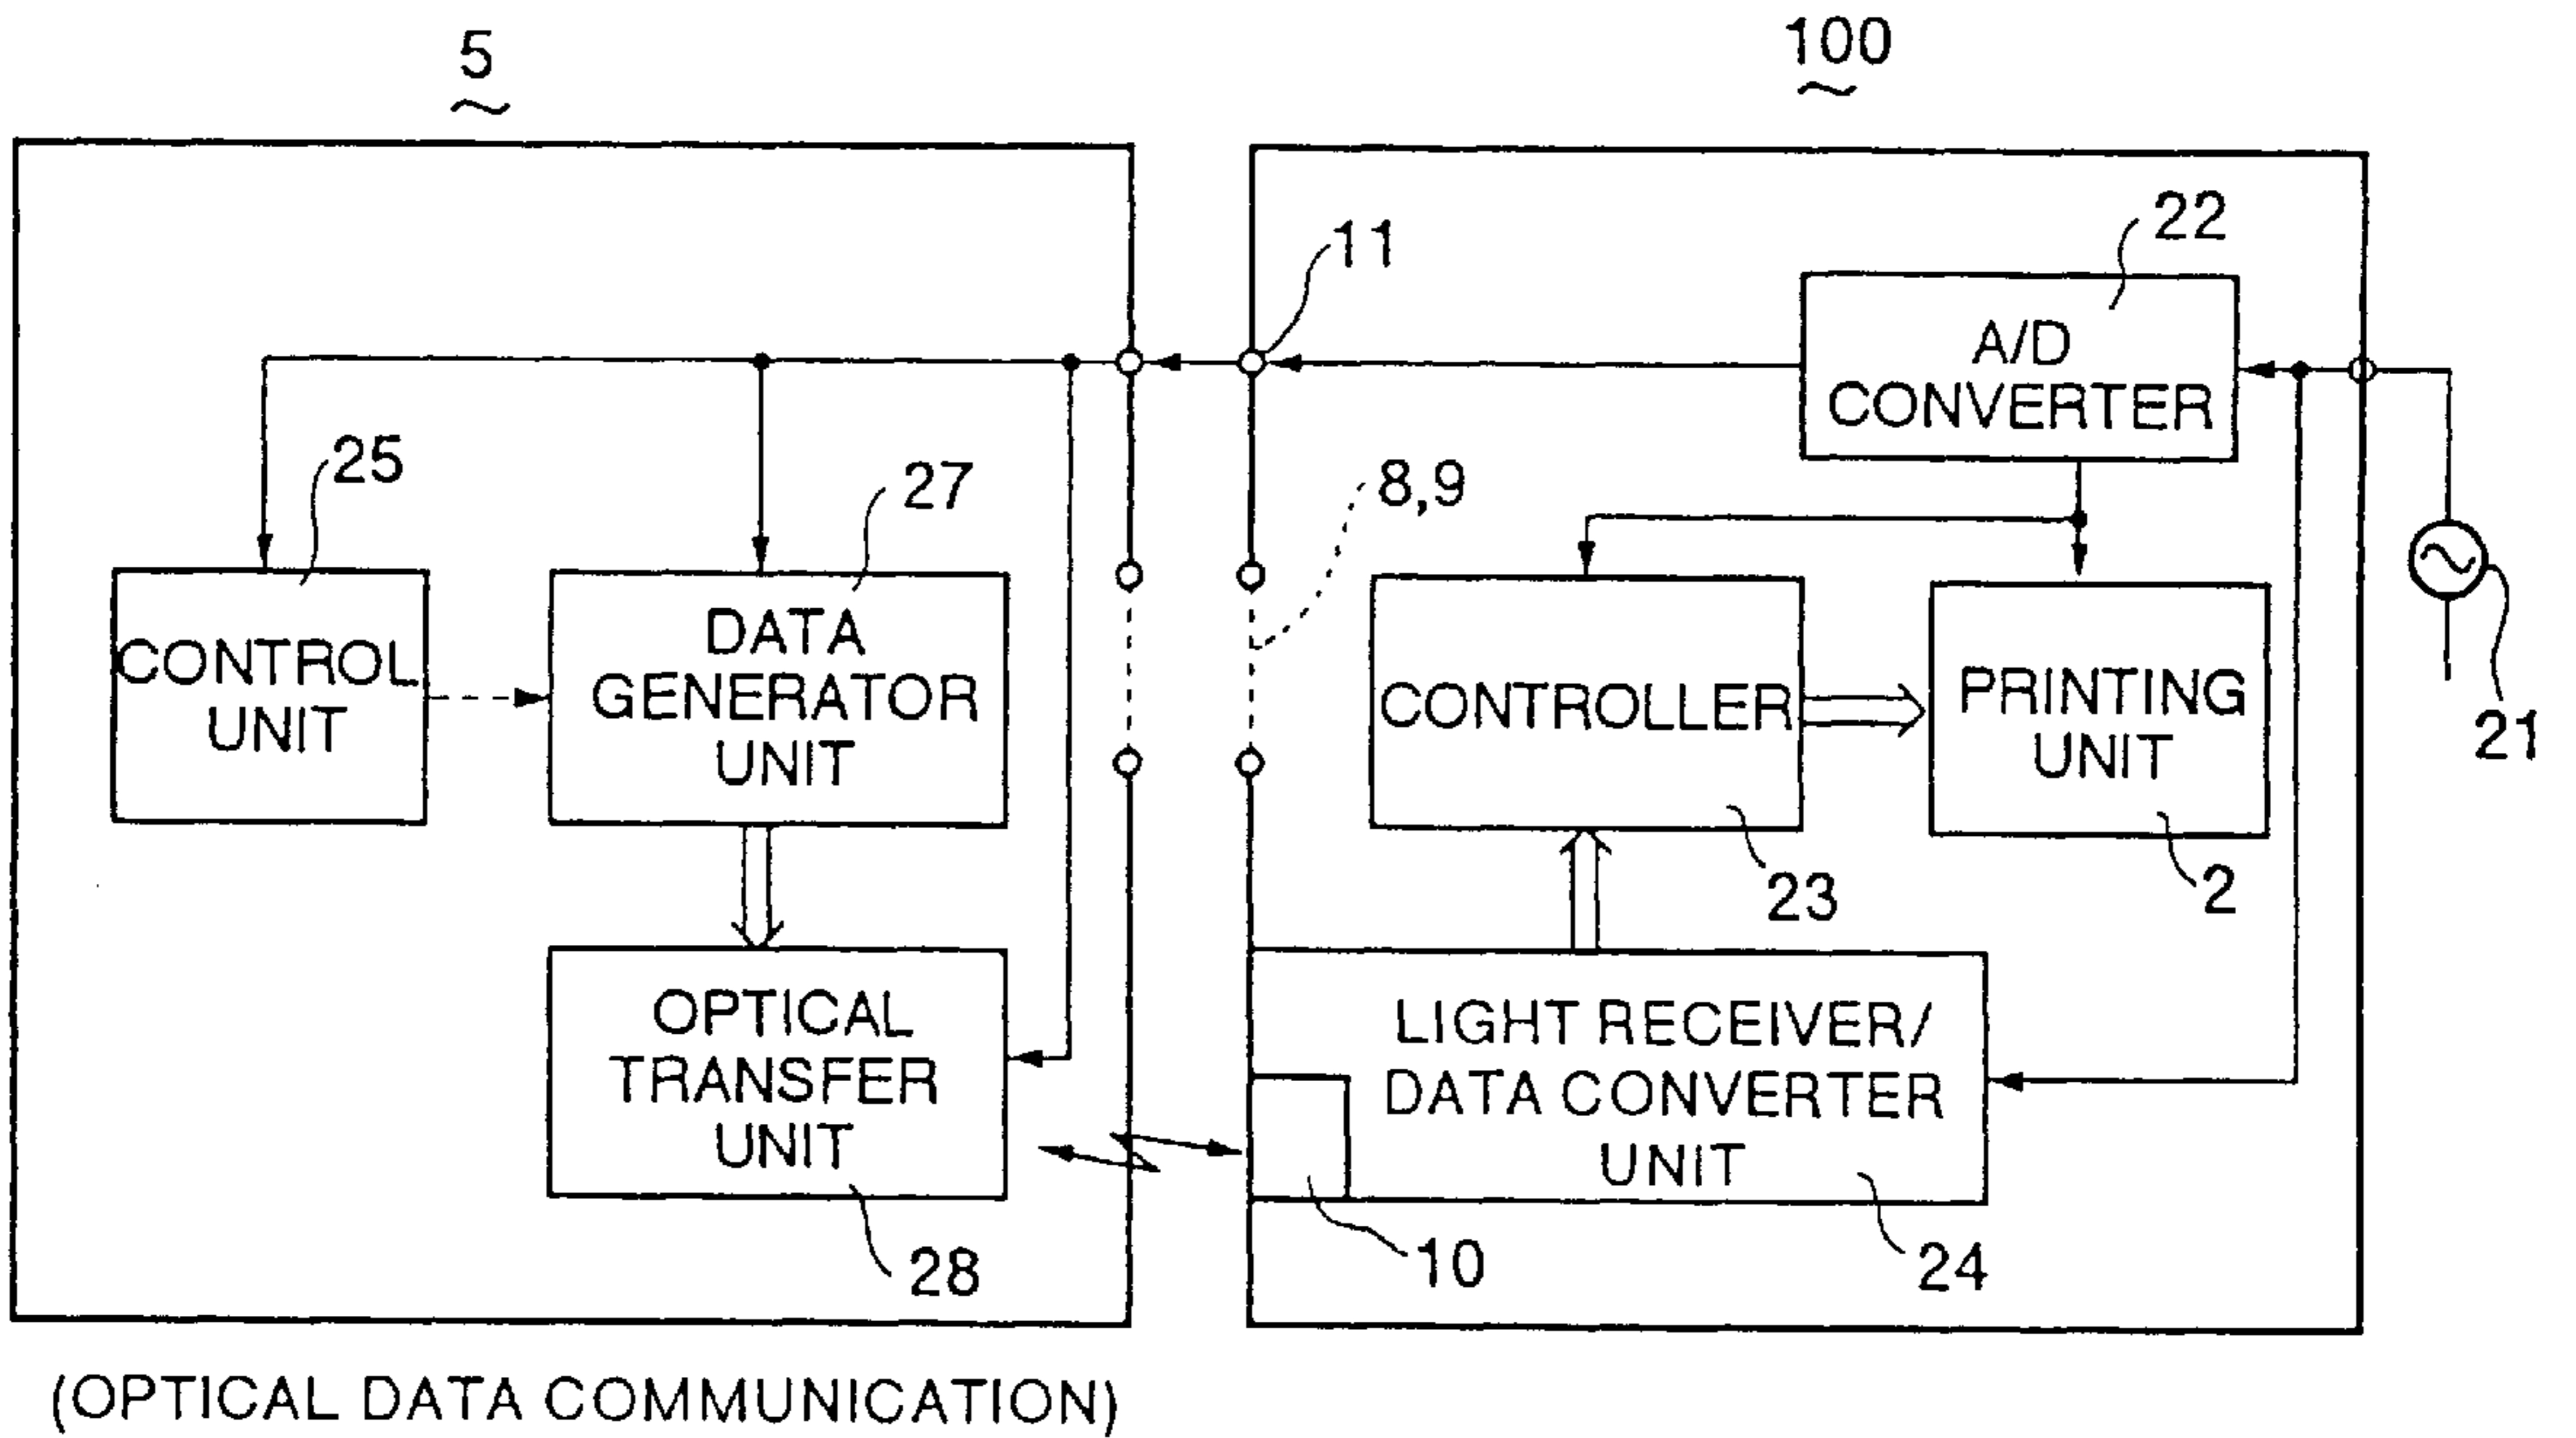 5
100
22
11
A/D
CONVERTER
25
27
8,9
CONTROL
UNIT
DATA
GENERATOR
UNIT
CONTROLLER
PRINTING
UNIT
21
23
2
OPTICAL
TRANSFER
UNIT
LIGHT RECEIVER/
DATA CONVERTER
UNIT
28
10
24
(OPTICAL DATA COMMUNICATION)